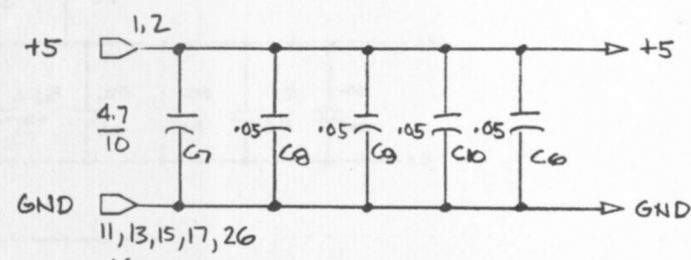 1,2
+5 +5
4.7
10
.05 .05 .05 .05
C7 C8 C9 C10 C6
GND GND
11,13,15,17,26